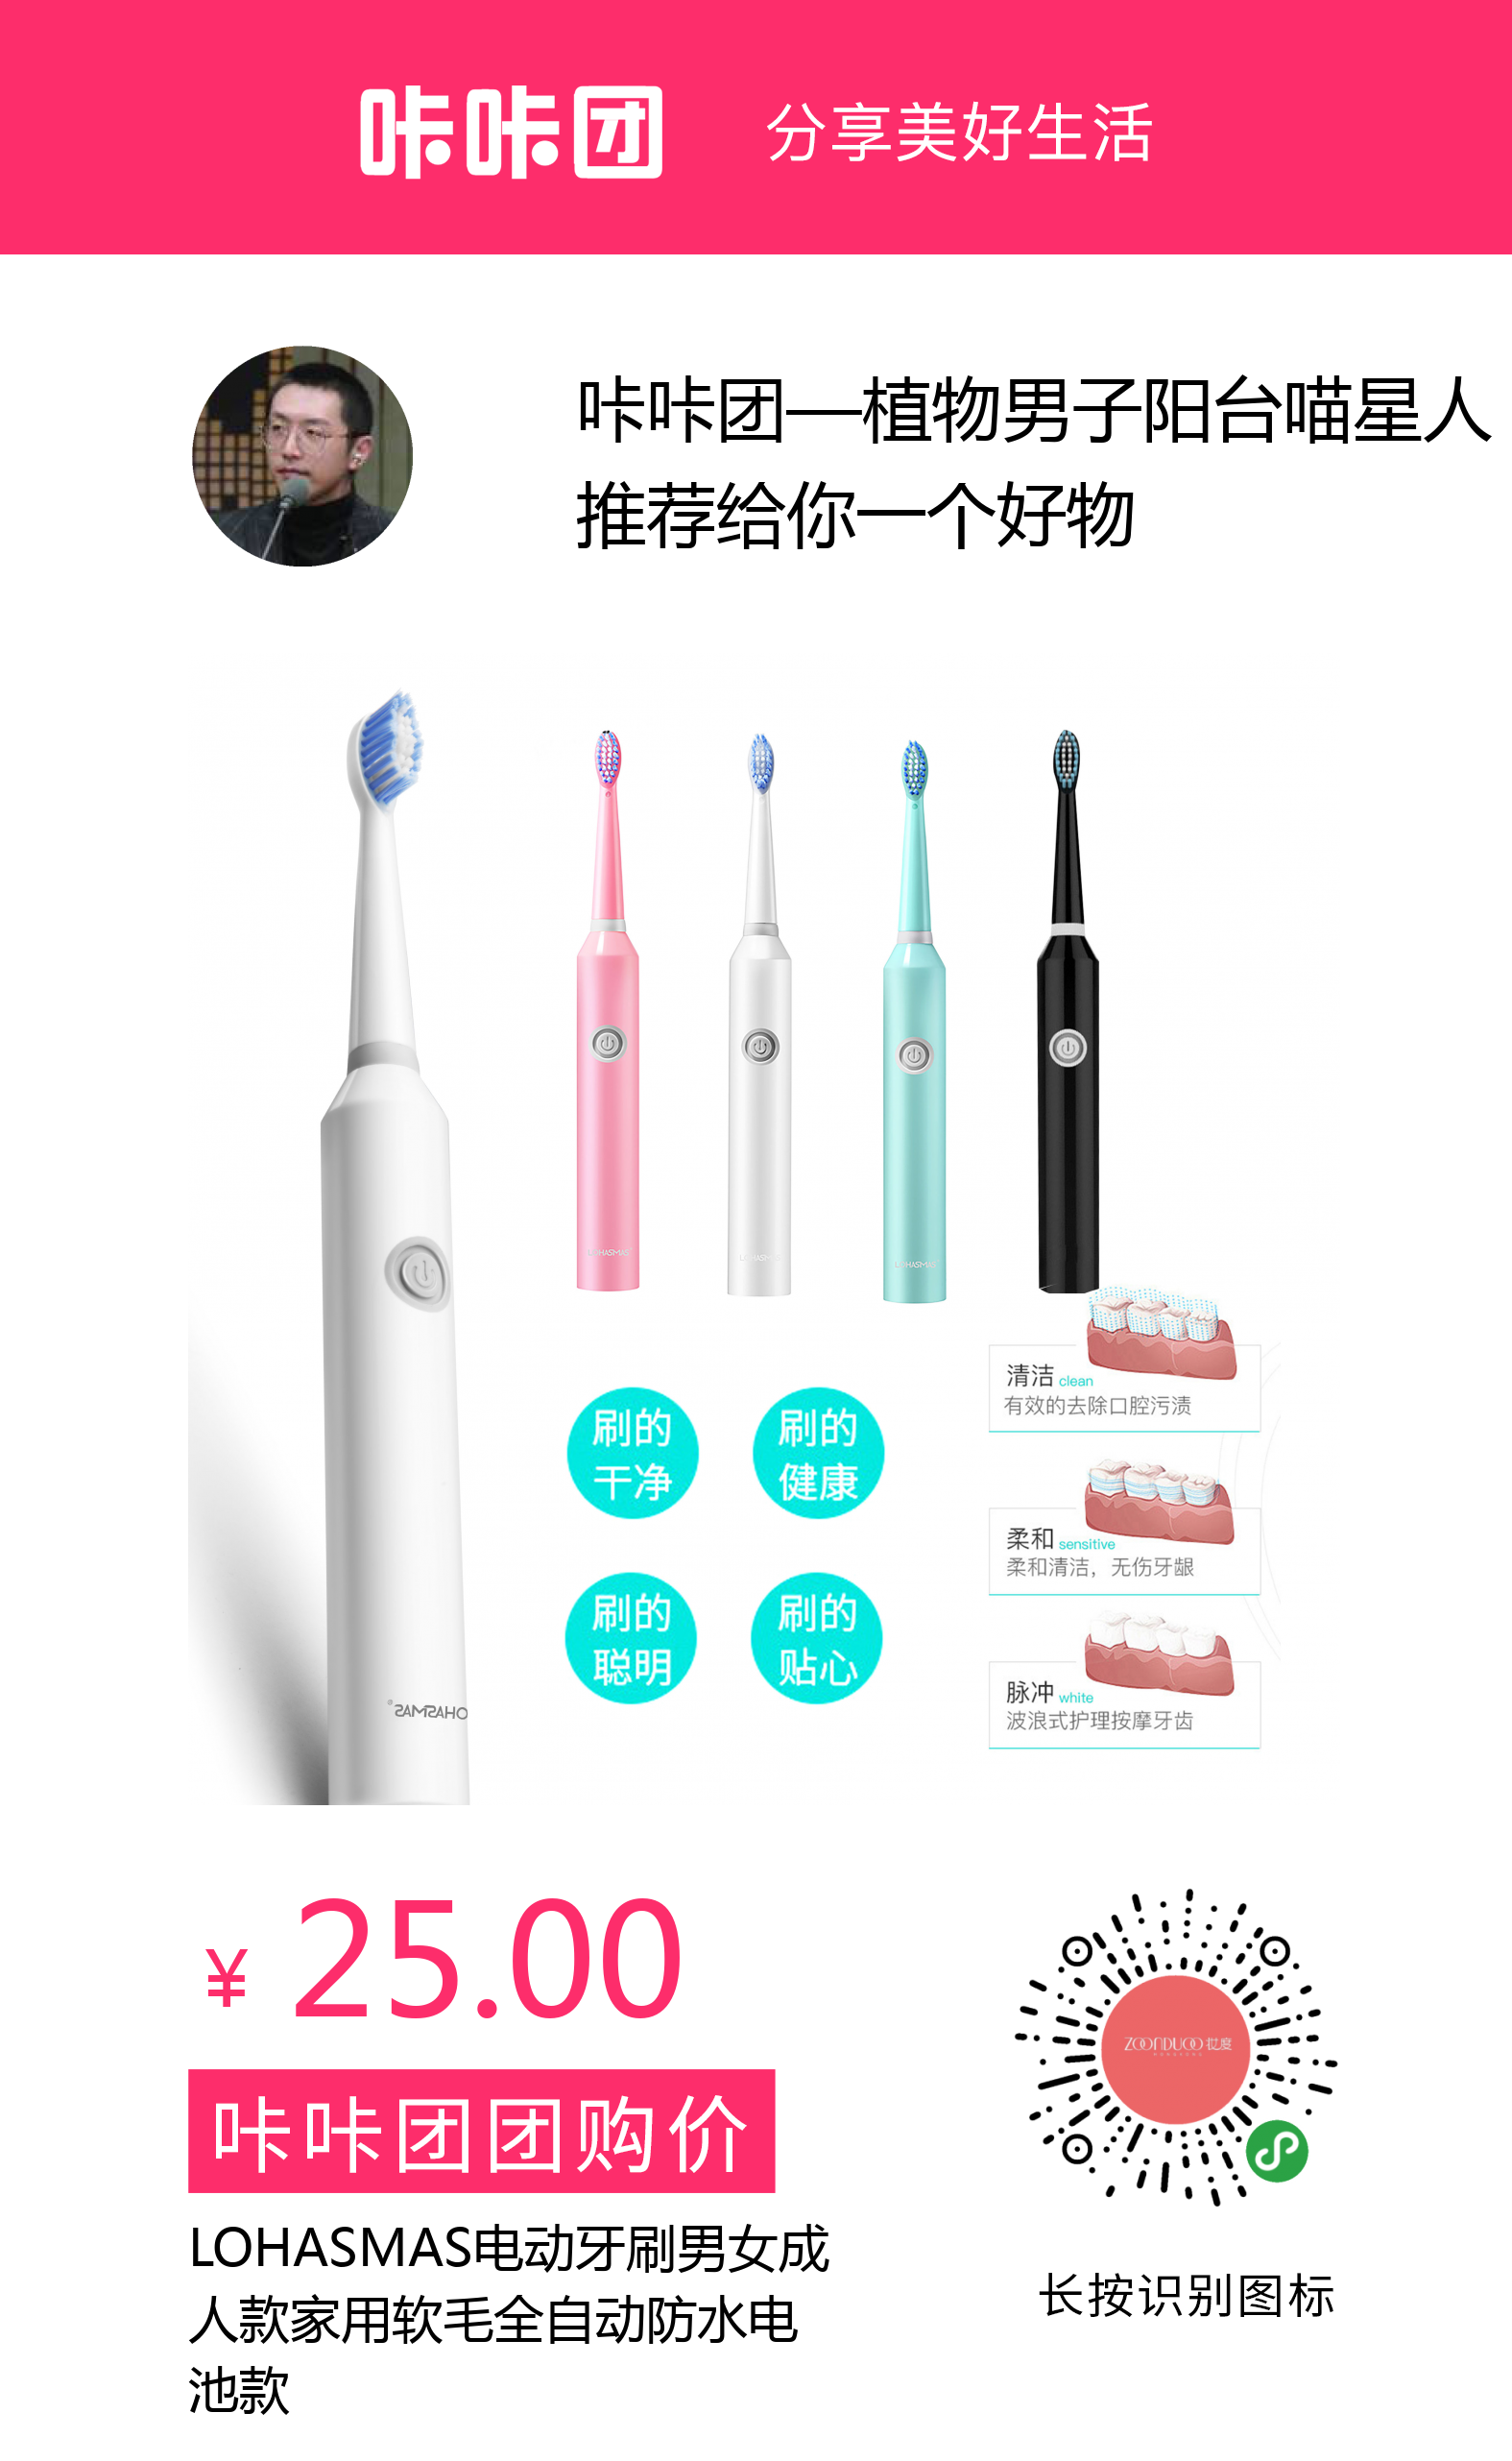 咔咔团
分享美好生活
咔咔团—植物男子阳台喵星人
推荐给你一个好物
LOHASMAS
LOHASMAS
LOHASMAS
清洁 clean
有效的去除口腔污渍
刷的
干净
刷的
健康
柔和 sensitive
柔和清洁，无伤牙龈
刷的
聪明
刷的
贴心
脉冲 white
波浪式护理按摩牙齿
OHASMAS®
¥ 25.00
咔咔团团购价
LOHASMAS电动牙刷男女成
人款家用软毛全自动防水电
池款
ZOONDUOO
长按识别图标